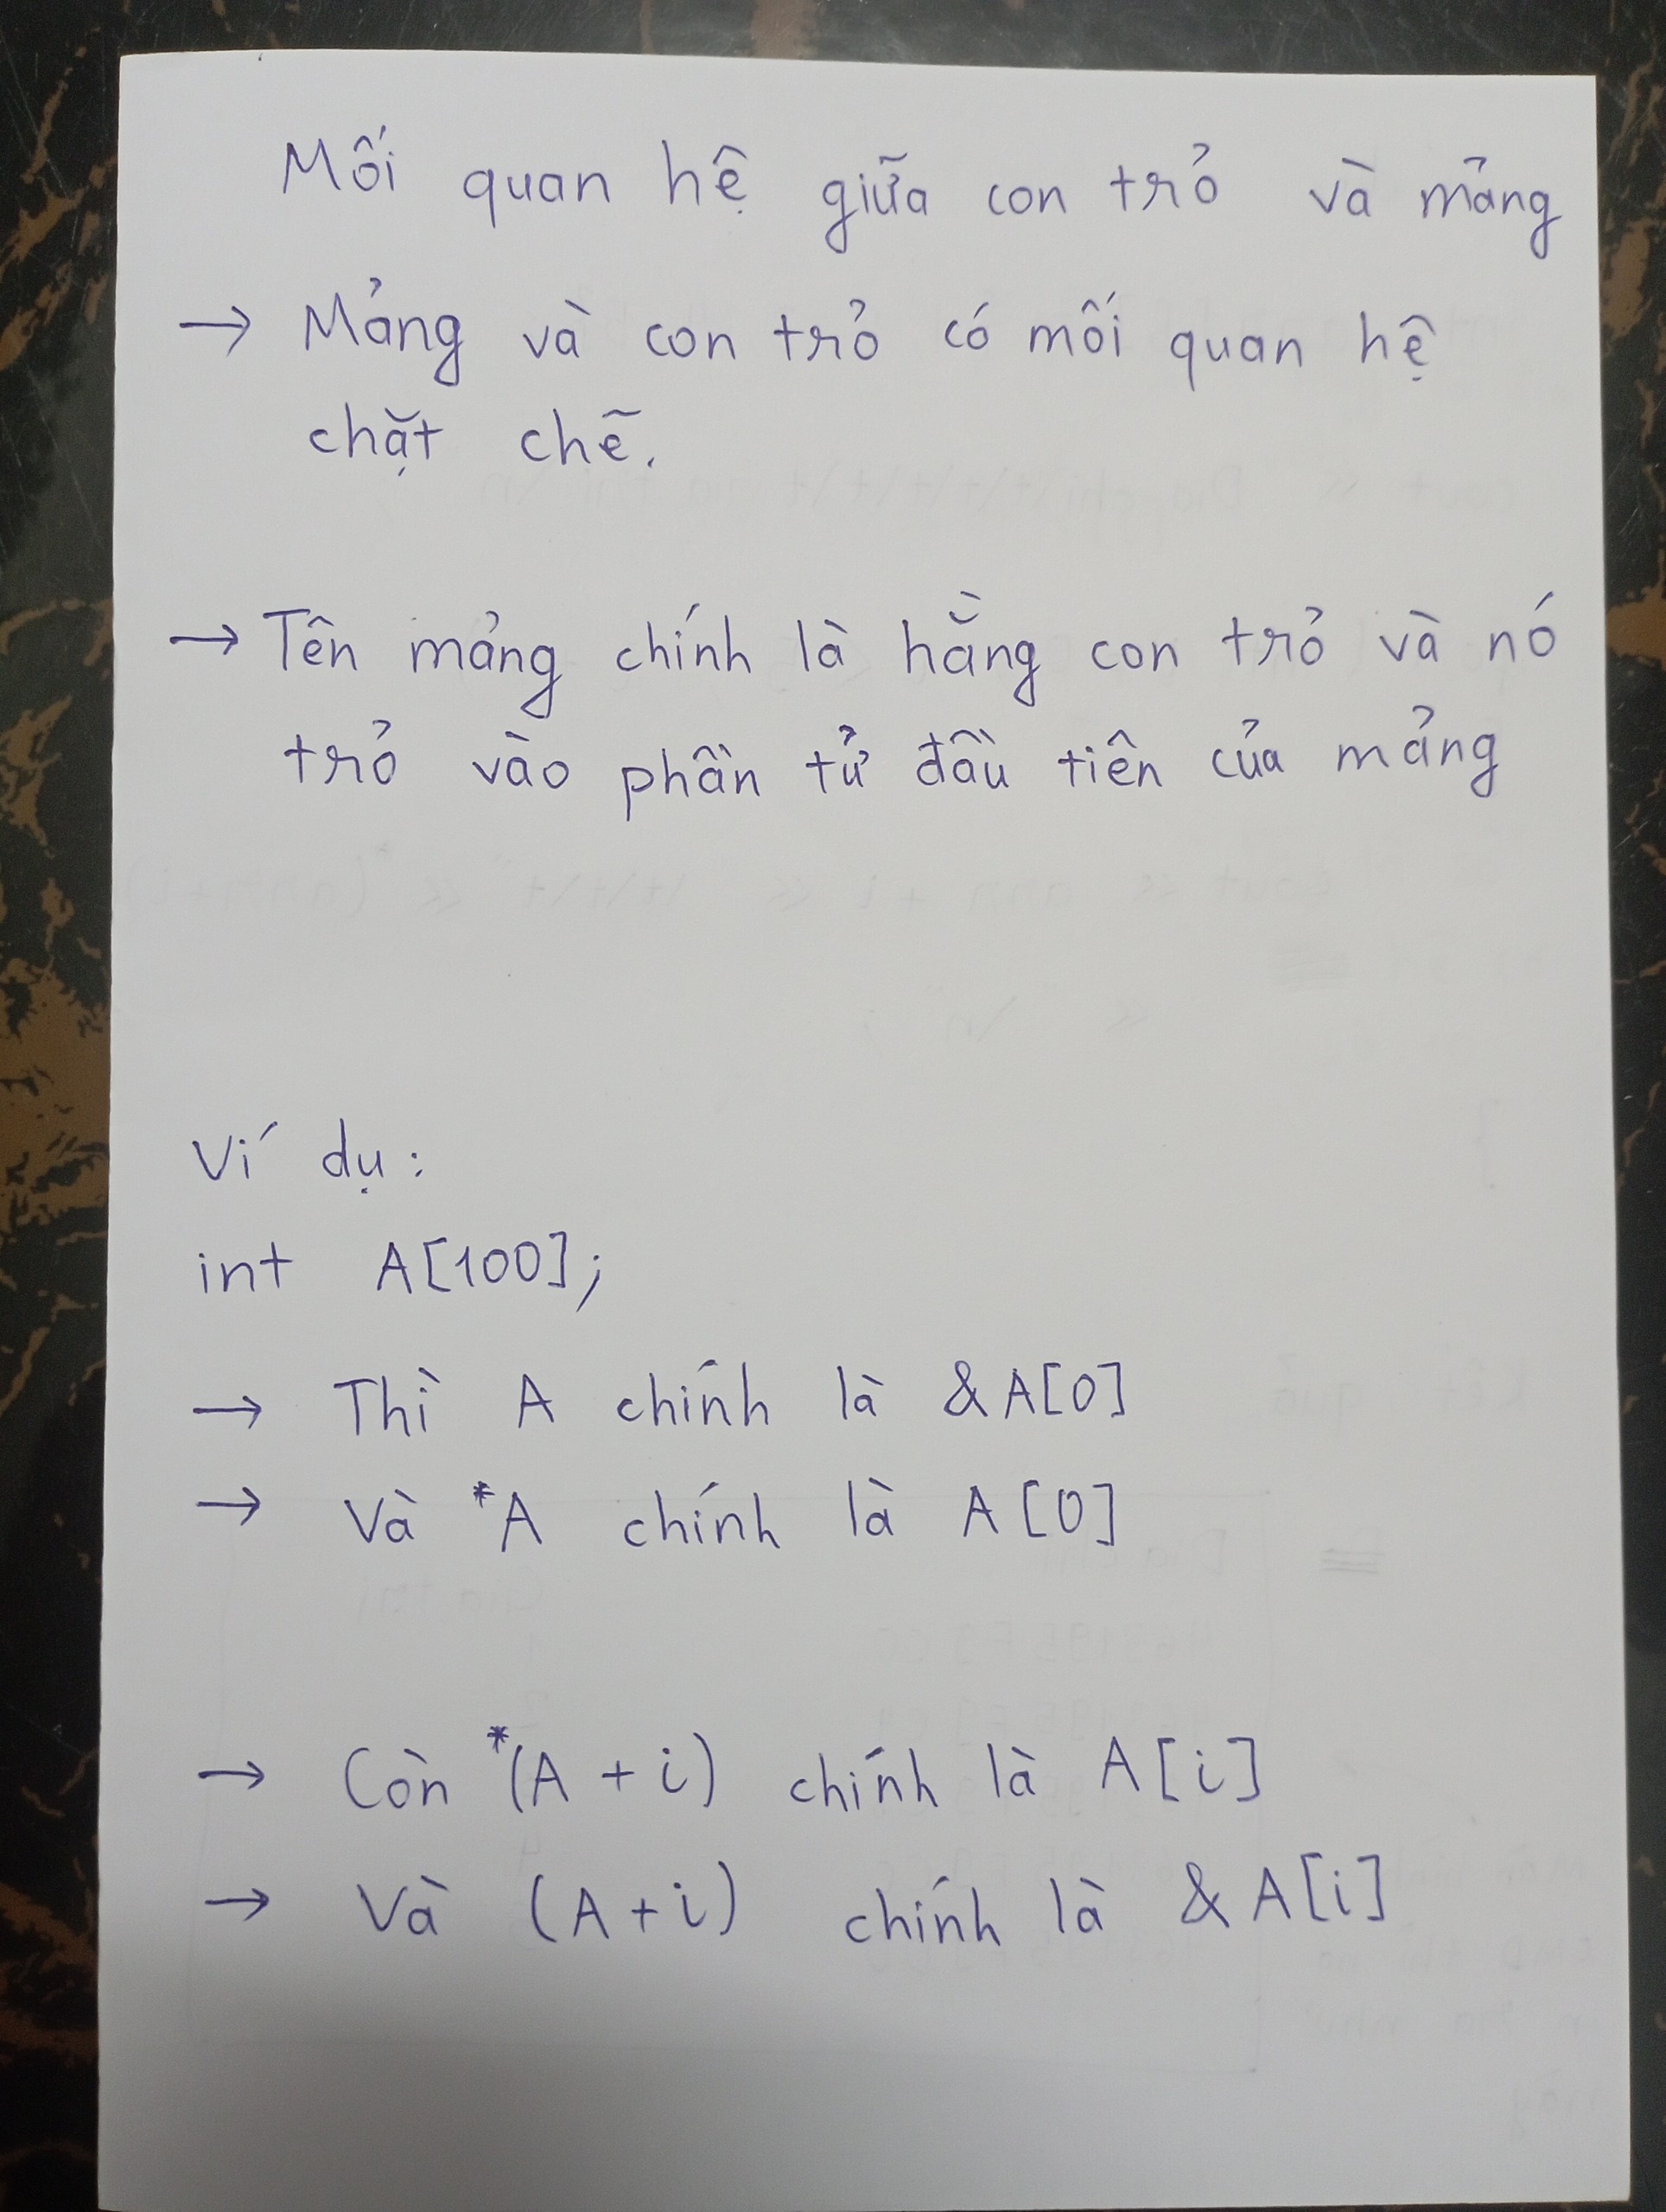 Mối quan hệ giữa con trỏ và mảng
→ Mảng và con trỏ có mối quan hệ
chặt chẽ.
→ Tên mảng chính là hằng con trỏ và nó
trỏ vào phần tử đầu tiên của mảng
Ví dụ:
int A[100];
→ Thì A chính là &A[0]
→ Và *A chính là A[0]
→ Còn *(A + i) chính là A[i]
→ Và (A+i) chính là &A[i]